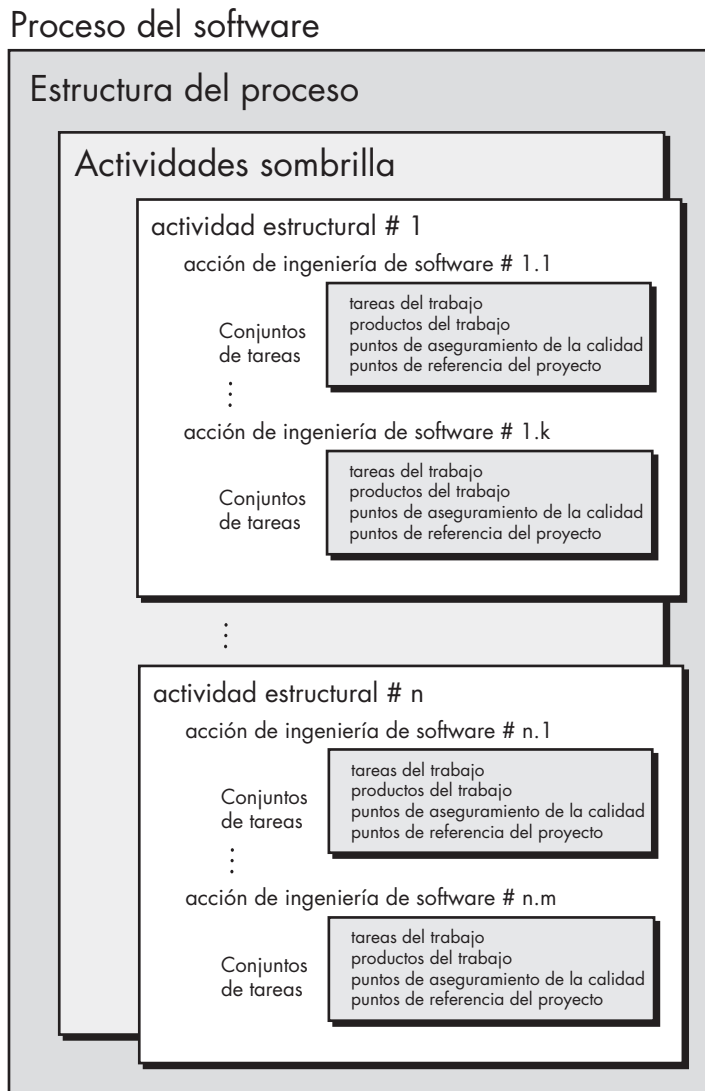 Proceso del software
Estructura del proceso
Actividades sombrilla
actividad estructural # 1
acción de ingeniería de software # 1.1
Conjuntos
de tareas
tareas del trabajo
productos del trabajo
puntos de aseguramiento de la calidad
puntos de referencia del proyecto
acción de ingeniería de software # 1.k
Conjuntos
de tareas
tareas del trabajo
productos del trabajo
puntos de aseguramiento de la calidad
puntos de referencia del proyecto
actividad estructural # n
acción de ingeniería de software # n.1
Conjuntos
de tareas
tareas del trabajo
productos del trabajo
puntos de aseguramiento de la calidad
puntos de referencia del proyecto
acción de ingeniería de software # n.m
Conjuntos
de tareas
tareas del trabajo
productos del trabajo
puntos de aseguramiento de la calidad
puntos de referencia del proyecto